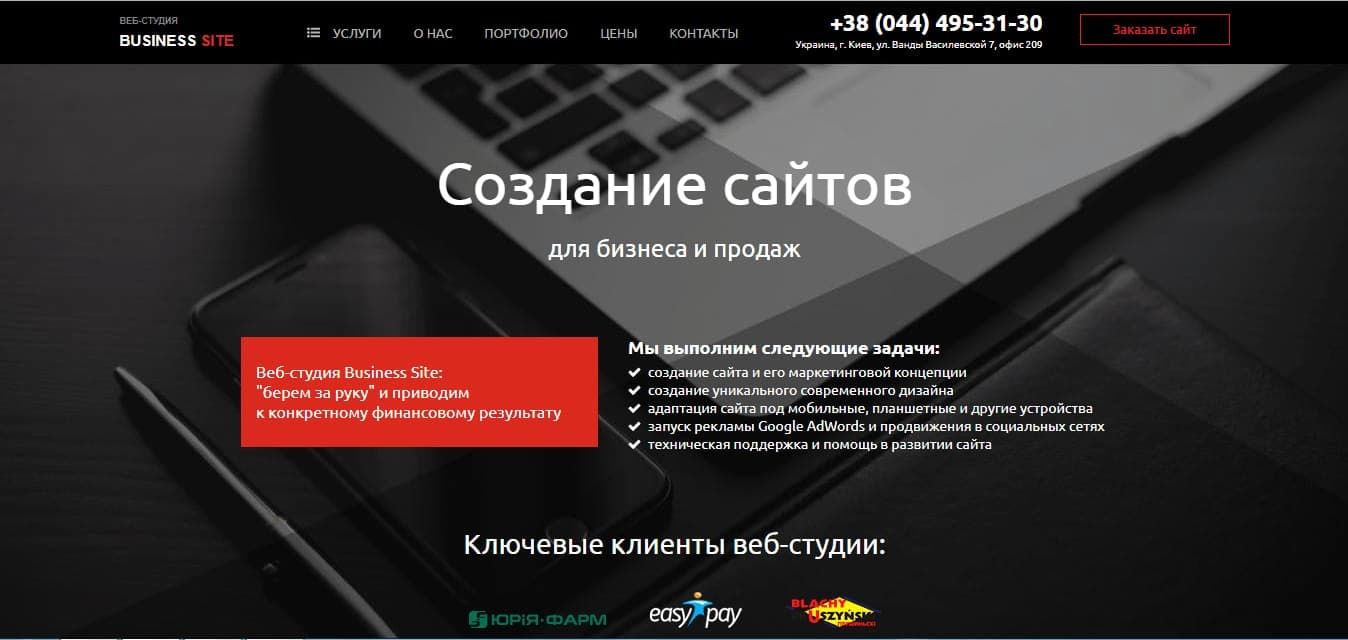 ВЕБ-СТУДИЯ
BUSINESS SITE
УСЛУГИ О НАС ПОРТФОЛИО ЦЕНЫ КОНТАКТЫ
+38 (044) 495-31-30
Украина, г. Киев, ул. Ванды Василевской 7, офис 209
Заказать сайт
Создание сайтов
для бизнеса и продаж
Веб-студия Business Site:
"берем за руку" и приводим
к конкретному финансовому результату
Мы выполним следующие задачи:
создание сайта и его маркетинговой концепции
создание уникального современного дизайна
адаптация сайта под мобильные, планшетные и другие устройства
запуск рекламы Google AdWords и продвижения в социальных сетях
техническая поддержка и помощь в развитии сайта
Ключевые клиенты веб-студии:
ЮРіЯ·ФАРМ
easy pay
BLACHY